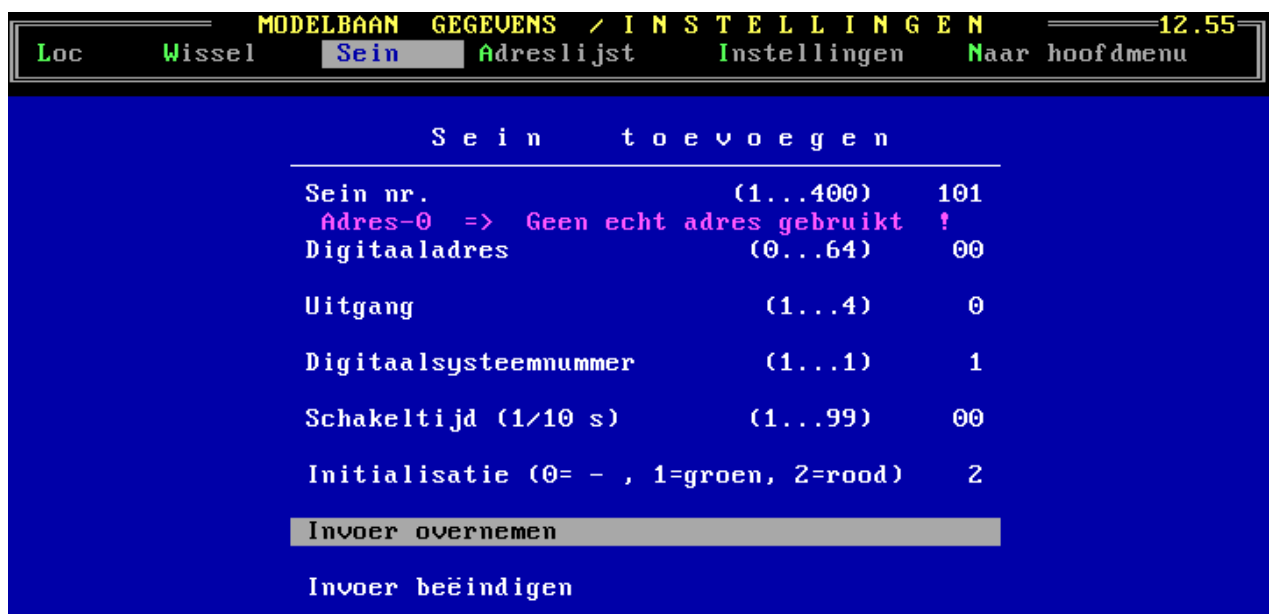 MODELBAAN GEGEVENS / I N S T E L L I N G E N 12.55
Loc Wissel Sein Adreslijst Instellingen Naar hoofdmenu
S e i n t o e v o e g e n
Sein nr. (1...400) 101
Adres-0 => Geen echt adres gebruikt !
Digitaaladres (0...64) 00
Uitgang (1...4) 0
Digitaalsysteemnummer (1...1) 1
Schakeltijd (1/10 s) (1...99) 00
Initialisatie (0= - , 1=groen, 2=rood) 2
Invoer overnemen
Invoer beëindigen